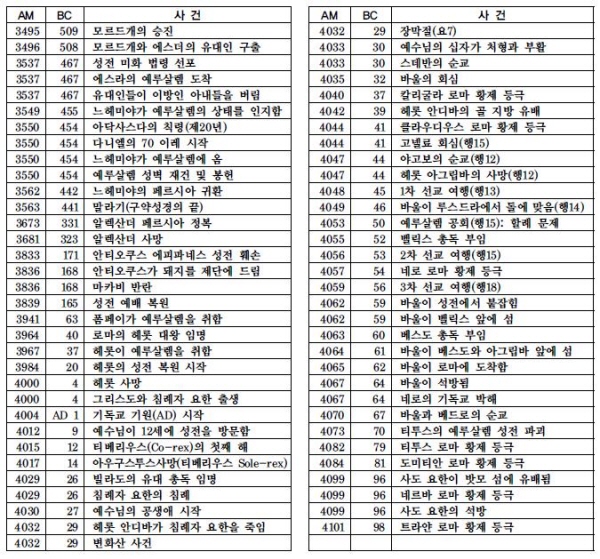 AM BC 사 건
3495 509 모르드개의 승진
3496 508 모르드개와 에스더의 유대인 구출
3537 467 성전 미화 법령 선포
3537 467 에스라의 예루살렘 도착
3537 467 유대인들이 이방인 아내들을 버림
3549 455 느헤미야가 예루살렘의 상태를 인지함
3550 454 아닥사스다의 칙령(제20년)
3550 454 다니엘의 70 이레 시작
3550 454 느헤미야가 예루살렘에 옴
3550 454 예루살렘 성벽 재건 및 봉헌
3562 442 느헤미야의 페르시아 귀환
3563 441 말라기(구약성경의 끝)
3673 331 알렉산더 페르시아 정복
3681 323 알렉산더 사망
3833 171 안티오쿠스 에피파네스 성전 훼손
3836 168 안티오쿠스가 돼지를 제단에 드림
3836 168 마카비 반란
3839 165 성전 예배 복원
3941 63 폼페이가 예루살렘을 취함
3964 40 로마의 헤롯 대왕 임명
3967 37 헤롯이 예루살렘을 취함
3984 20 헤롯의 성전 복원 시작
4000 4 헤롯 사망
4000 4 그리스도와 침례자 요한 출생
4004 AD 1 기독교 기원(AD) 시작
4012 9 예수님이 12세에 성전을 방문함
4015 12 티베리우스(Co-rex)의 첫째 해
4017 14 아우구스투스사망(티베리우스 Sole-rex)
4029 26 빌라도의 유대 총독 임명
4029 26 침례자 요한의 침례
4030 27 예수님의 공생애 시작
4032 29 헤롯 안디바가 침례자 요한을 죽임
4032 29 변화산 사건
AM BC 사 건
4032 29 장막절(요7)
4033 30 예수님의 십자가 처형과 부활
4033 30 스데반의 순교
4035 32 바울의 회심
4040 37 칼리굴라 로마 황제 등극
4042 39 헤롯 안디바의 골 지방 유배
4044 41 클라우디우스 로마 황제 등극
4044 41 고넬료 회심(행15)
4047 44 야고보의 순교(행12)
4047 44 헤롯 아그립바의 사망(행12)
4048 45 1차 선교 여행(행13)
4049 46 바울이 루스드라에서 돌에 맞음(행14)
4053 50 예루살렘 공회(행15): 할례 문제
4055 52 벨릭스 총독 부임
4056 53 2차 선교 여행(행15)
4057 54 네로 로마 황제 등극
4059 56 3차 선교 여행(행18)
4062 59 바울이 성전에서 붙잡힘
4062 59 바울이 벨릭스 앞에 섬
4063 60 베스도 총독 부임
4064 61 바울이 베스도와 아그립바 앞에 섬
4065 62 바울이 로마에 도착함
4067 64 바울이 석방됨
4067 64 네로의 기독교 박해
4070 67 바울과 베드로의 순교
4073 70 티투스의 예루살렘 성전 파괴
4082 79 티투스 로마 황제 등극
4084 81 도미티안 로마 황제 등극
4099 96 사도 요한이 밧모 섬에 유배됨
4099 96 네르바 로마 황제 등극
4099 96 사도 요한의 석방
4101 98 트라얀 로마 황제 등극